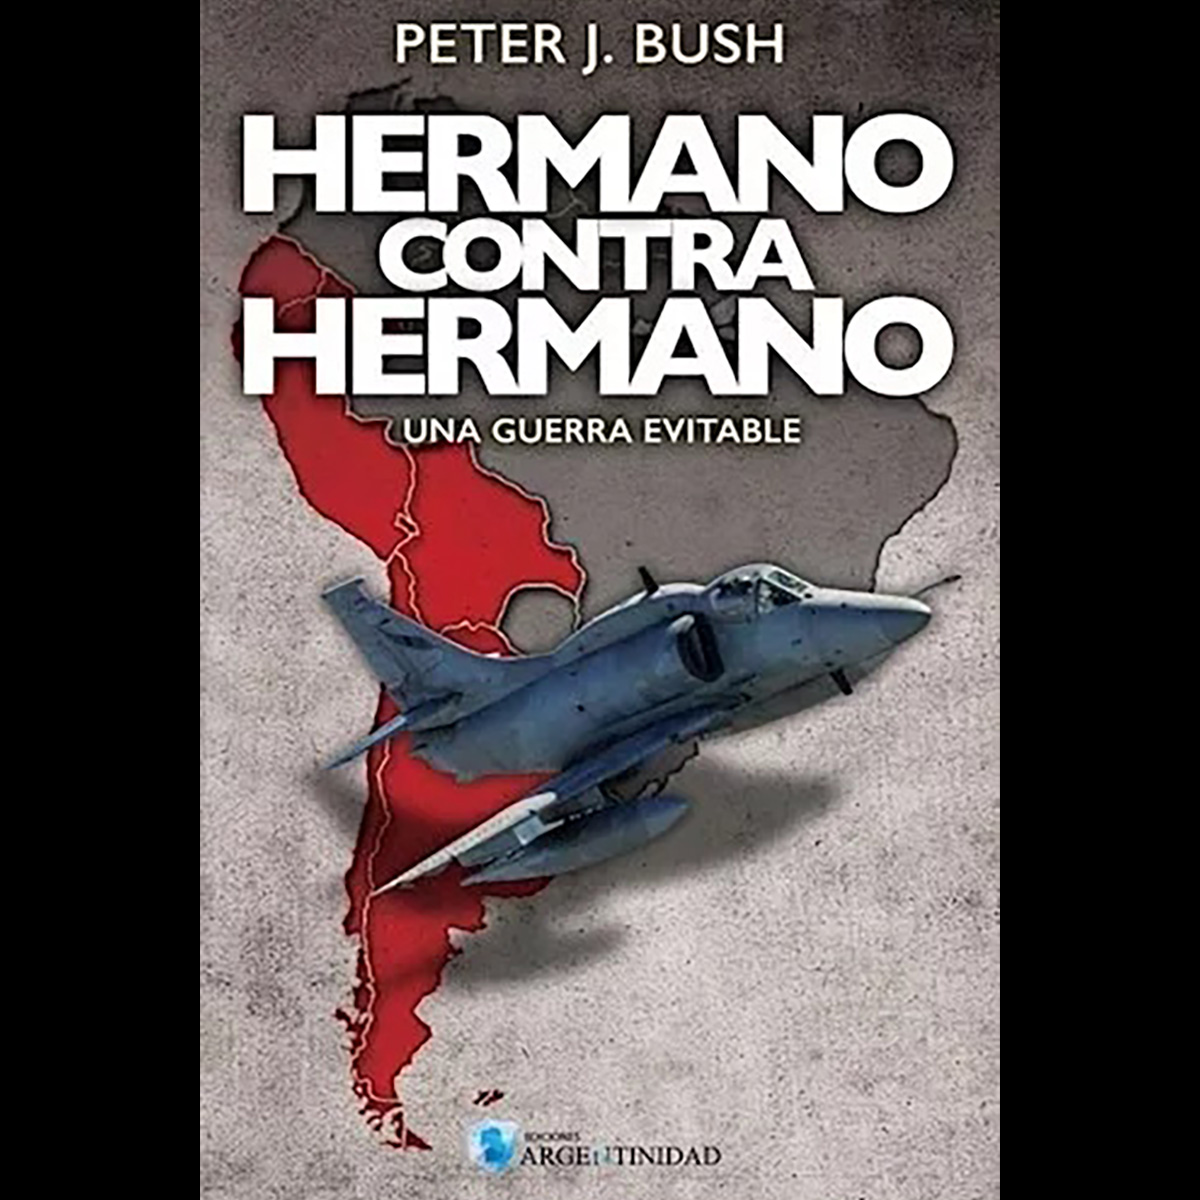 PETER J. BUSH
HERMANO
CONTRA
HERMANO
UNA GUERRA EVITABLE
EDICIONES
ARGENTINIDAD